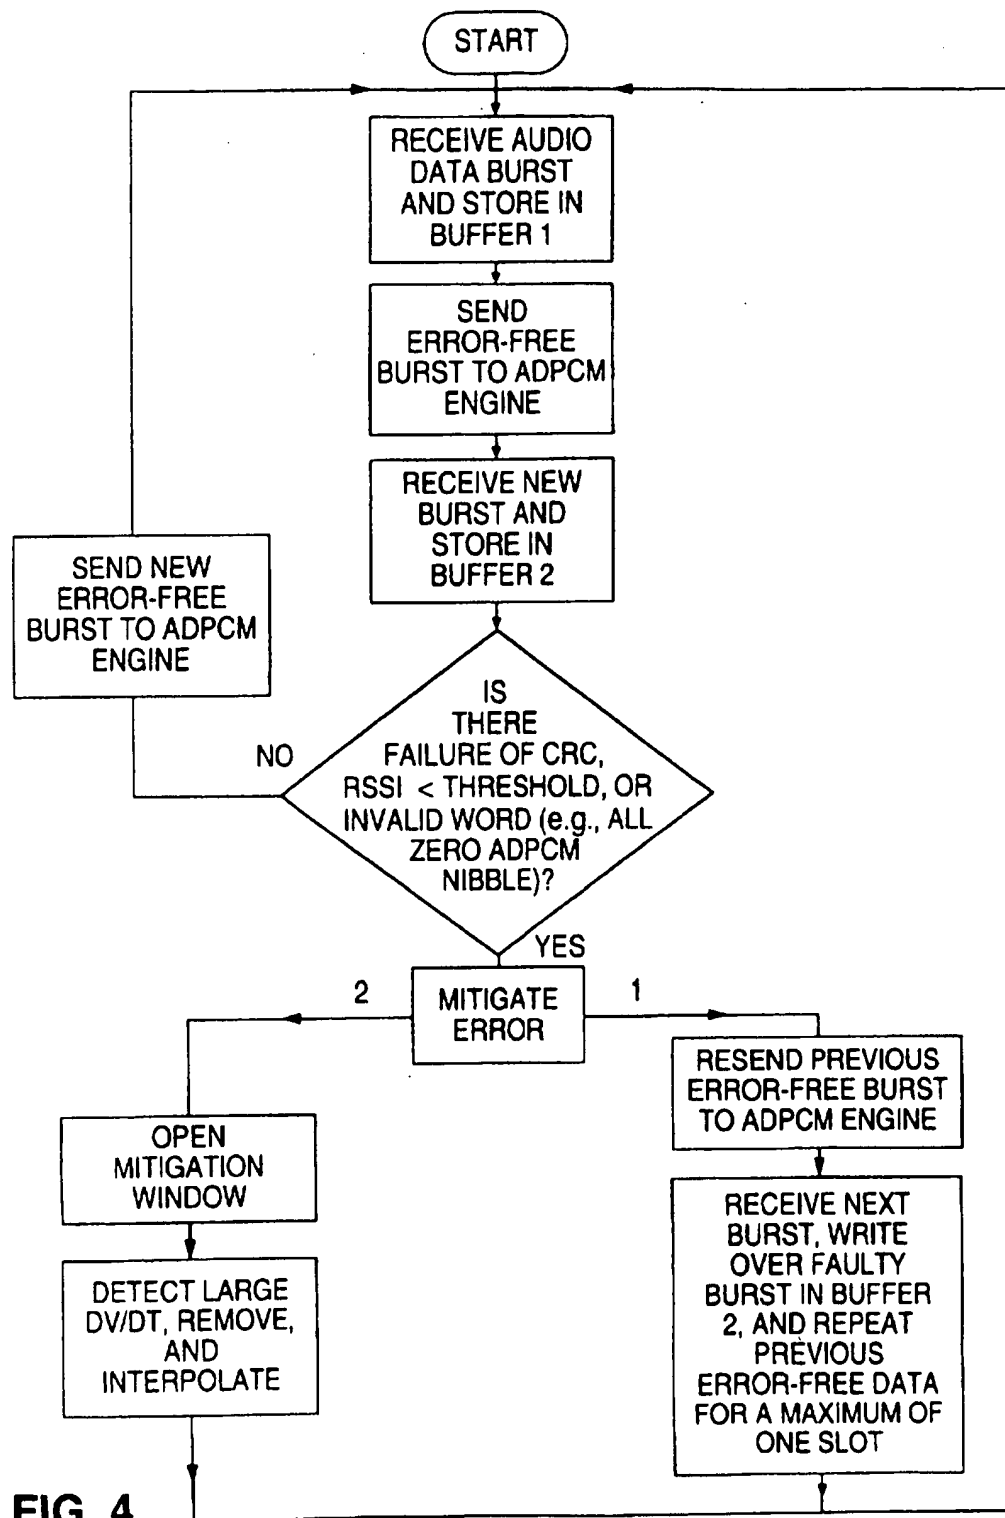 START
RECEIVE AUDIO
DATA BURST
AND STORE IN
BUFFER 1
SEND
ERROR-FREE
BURST TO ADPCM
ENGINE
RECEIVE NEW
BURST AND
STORE IN
BUFFER 2
SEND NEW
ERROR-FREE
BURST TO ADPCM
ENGINE
IS
THERE
FAILURE OF CRC,
RSSI < THRESHOLD, OR
INVALID WORD (e.g., ALL
ZERO ADPCM
NIBBLE)?
NO
YES
MITIGATE
ERROR
2
1
RESEND PREVIOUS
ERROR-FREE BURST
TO ADPCM ENGINE
OPEN
MITIGATION
WINDOW
RECEIVE NEXT
BURST, WRITE
OVER FAULTY
BURST IN BUFFER
2, AND REPEAT
PREVIOUS
ERROR-FREE DATA
FOR A MAXIMUM OF
ONE SLOT
DETECT LARGE
DV/DT, REMOVE,
AND
INTERPOLATE
FIG. 4